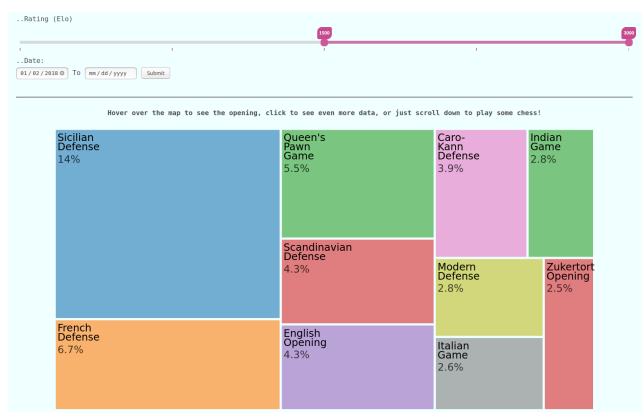 ..Rating (Elo)
1500
3000
..Date:
01/02/2018 To mm/dd/yyyy Submit
Hover over the map to see the opening, click to see even more data, or just scroll down to play some chess!
Sicilian
Defense
14%
French
Defense
6.7%
Queen's
Pawn
Game
5.5%
Scandinavian
Defense
4.3%
English
Opening
4.3%
Caro-
Kann
Defense
3.9%
Indian
Game
2.8%
Modern
Defense
2.8%
Italian
Game
2.6%
Zukertort
Opening
2.5%